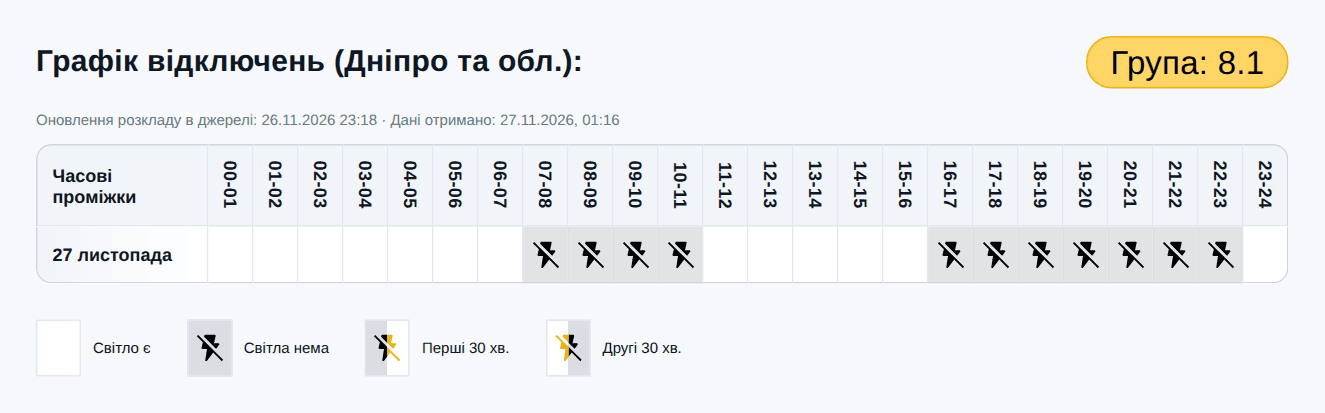 Графік відключень (Дніпро та обл.):
Група: 8.1
Оновлення розкладу в джерелі: 26.11.2026 23:18 · Дані отримано: 27.11.2026, 01:16
Часові
проміжки
00-01 01-02 02-03 03-04 04-05 05-06 06-07 07-08 08-09 09-10 10-11 11-12 12-13 13-14 14-15 15-16 16-17 17-18 18-19 19-20 20-21 21-22 22-23 23-24
27 листопада
Світло є Світла нема Перші 30 хв. Другі 30 хв.